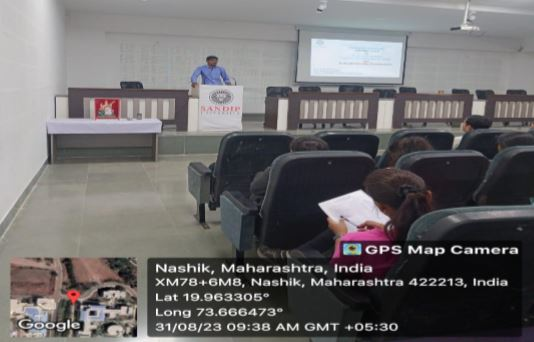 SANDIP
UNIVERSITY
GPS Map Camera
Nashik, Maharashtra, India
XM78+6M8, Nashik, Maharashtra 422213, India
Lat 19.963305°
Long 73.666473°
31/08/23 09:38 AM GMT +05:30
Google